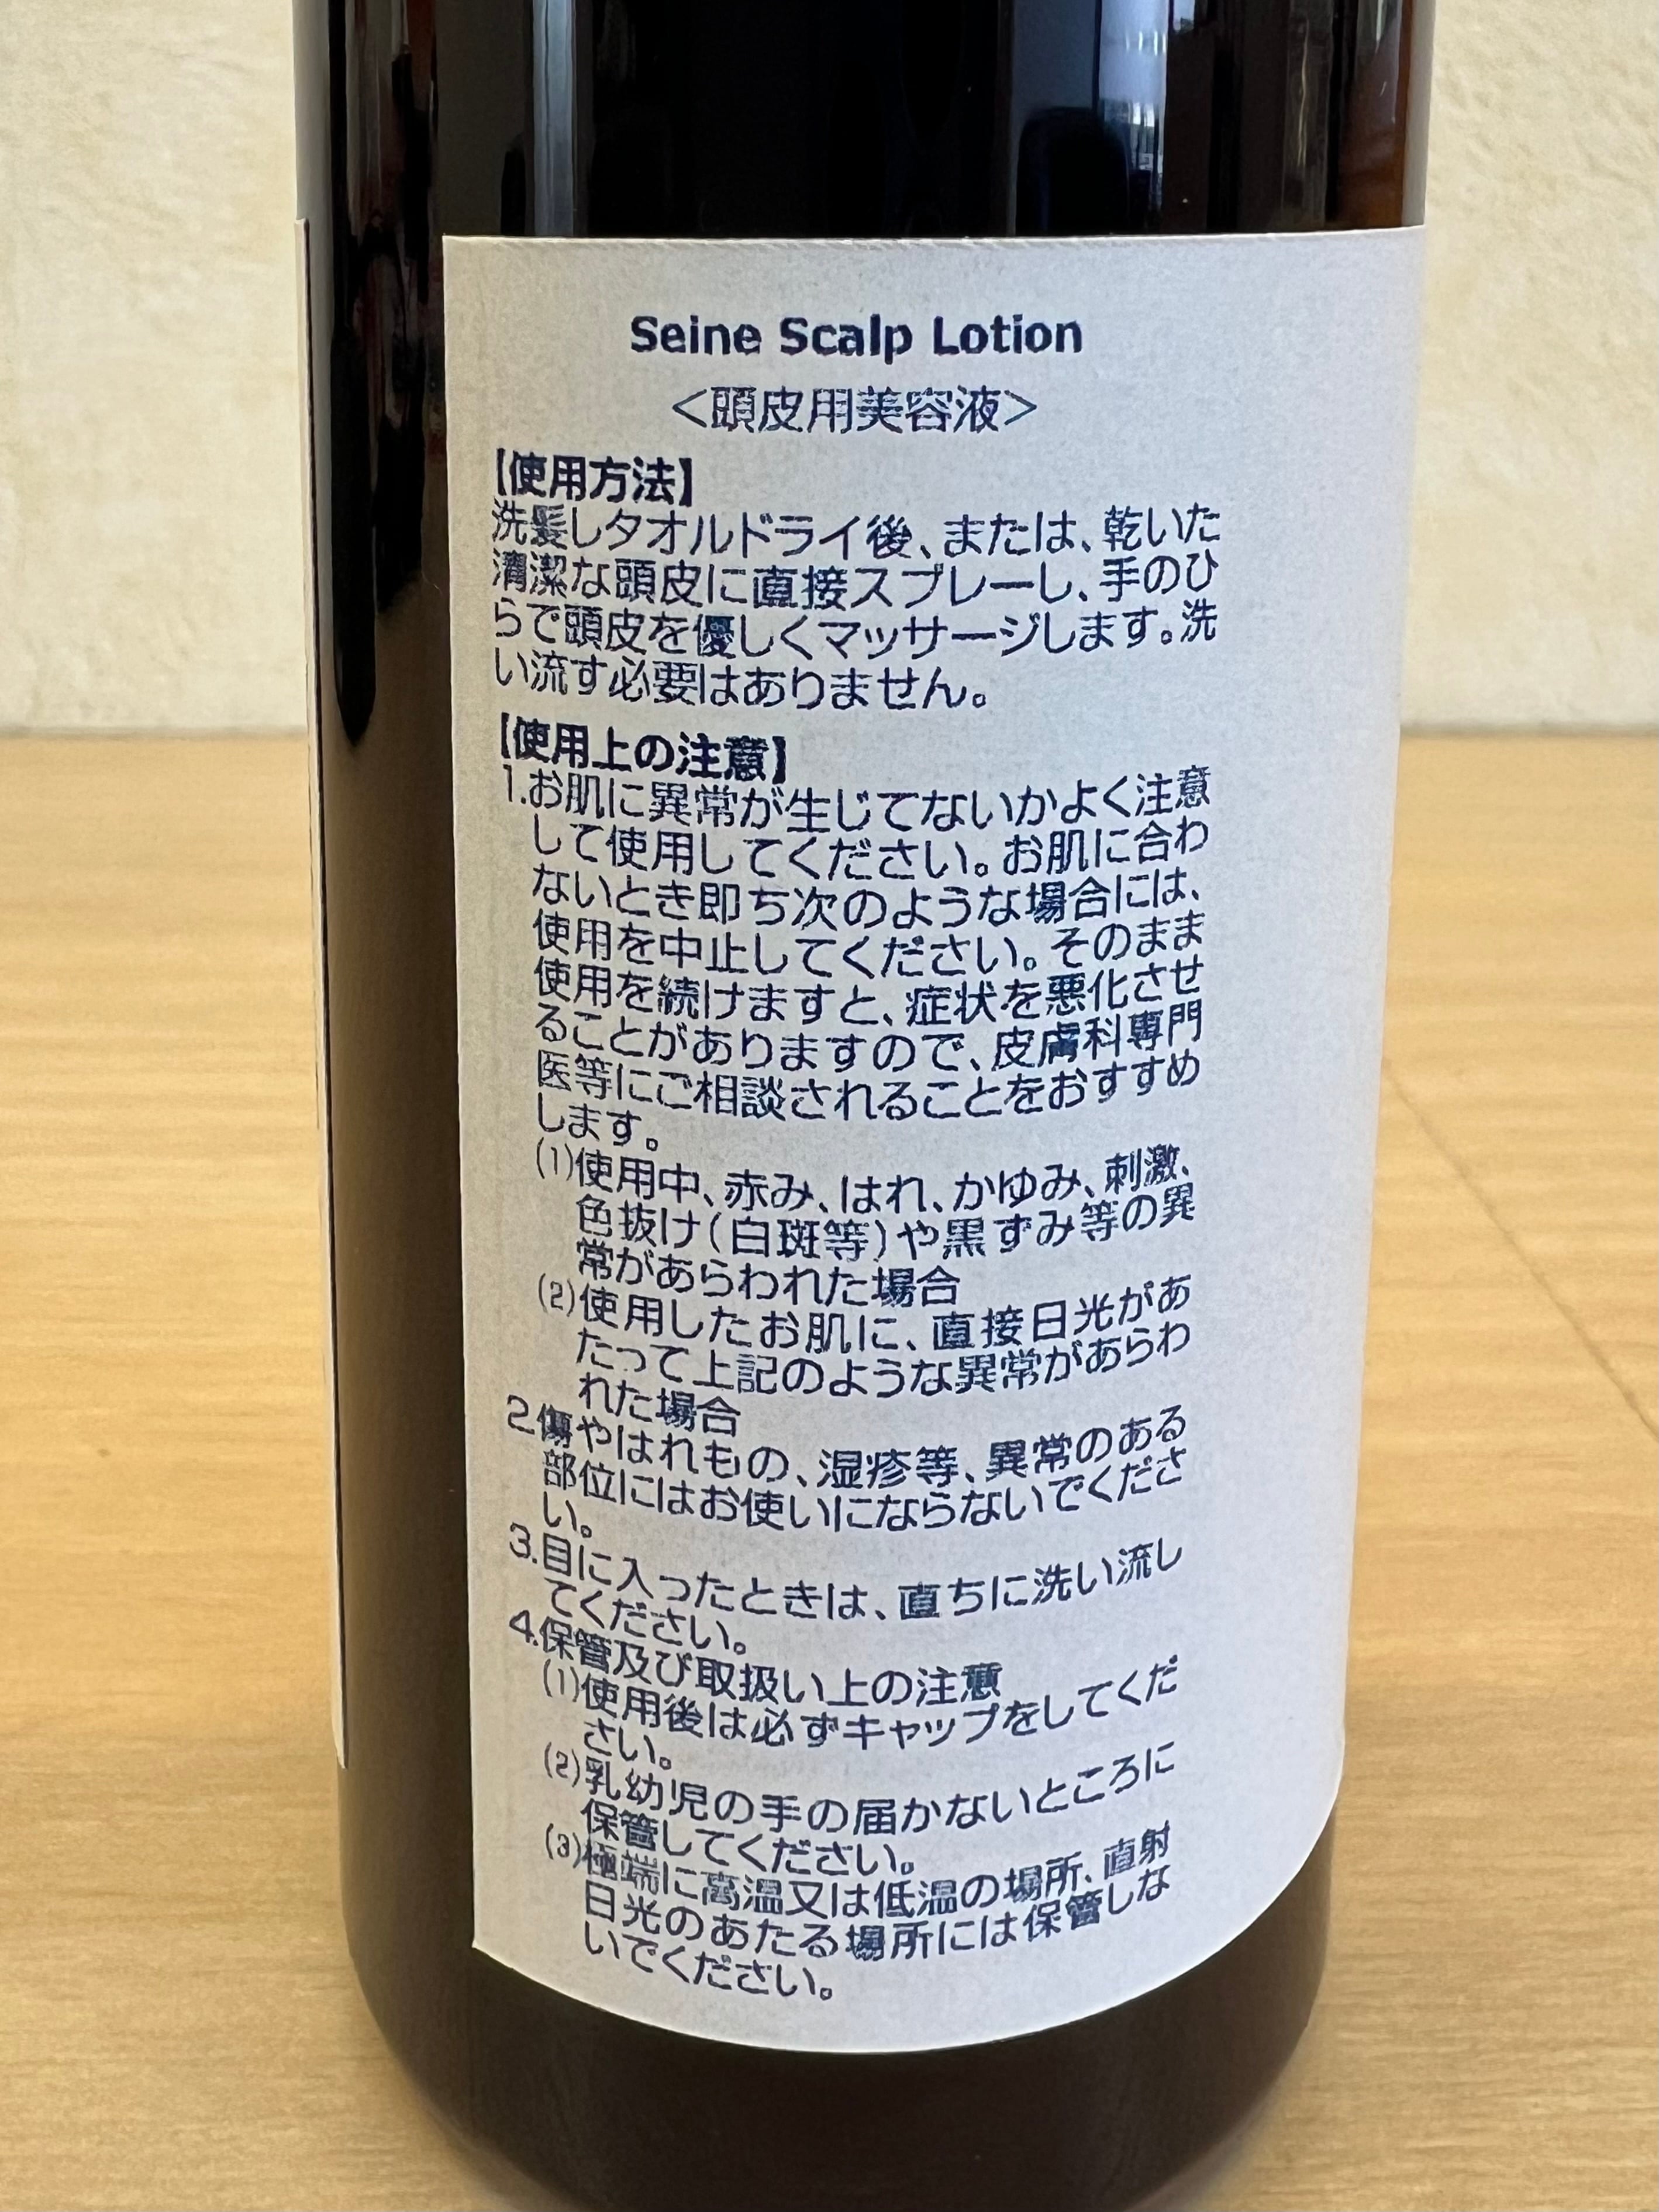 Seine Scalp Lotion
＜頭皮用美容液＞
【使用方法】
洗髪しタオルドライ後、または、乾いた
清潔な頭皮に直接スプレーし、手のひ
らで頭皮を優しくマッサージします。洗
い流す必要はありません。
【使用上の注意】
1.お肌に異常が生じてないかよく注意
して使用してください。お肌に合わ
ないとき即ち次のような場合には、
使用を中止してください。そのまま
使用を続けますと、症状を悪化させ
ることがありますので、皮膚科専門
医等にご相談されることをおすすめ
します。
(1)使用中、赤み、はれ、かゆみ、刺激、
色抜け(白斑等)や黒ずみ等の異
常があらわれた場合
(2)使用したお肌に、直接日光があ
たって上記のような異常があらわ
れた場合
2.傷やはれもの、湿疹等、異常のある
部位にはお使いにならないでくださ
い。
3.目に入ったときは、直ちに洗い流し
てください。
4.保管及び取扱い上の注意
(1)使用後は必ずキャップをしてくだ
さい。
(2)乳幼児の手の届かないところに
保管してください。
(3)極端に高温又は低温の場所、直射
日光のあたる場所には保管しな
いでください。